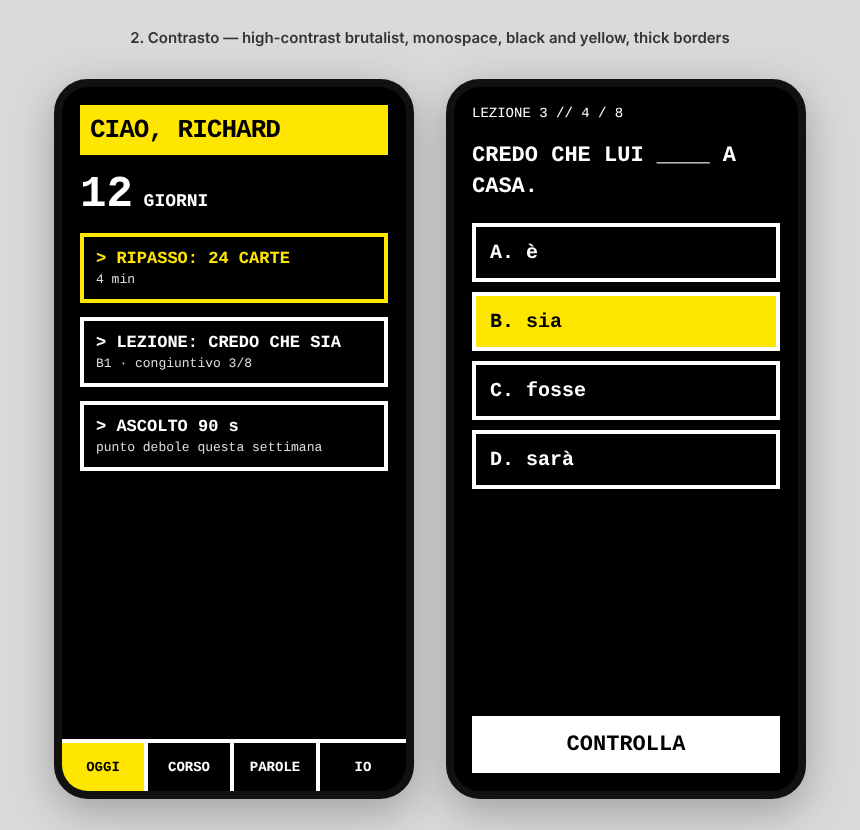 2. Contrasto — high-contrast brutalist, monospace, black and yellow, thick borders
CIAO, RICHARD
12 GIORNI
> RIPASSO: 24 CARTE
4 min
> LEZIONE: CREDO CHE SIA
B1 · congiuntivo 3/8
> ASCOLTO 90 s
punto debole questa settimana
OGGI CORSO PAROLE IO
LEZIONE 3 // 4 / 8
CREDO CHE LUI ____ A
CASA.
A. è
B. sia
C. fosse
D. sarà
CONTROLLA